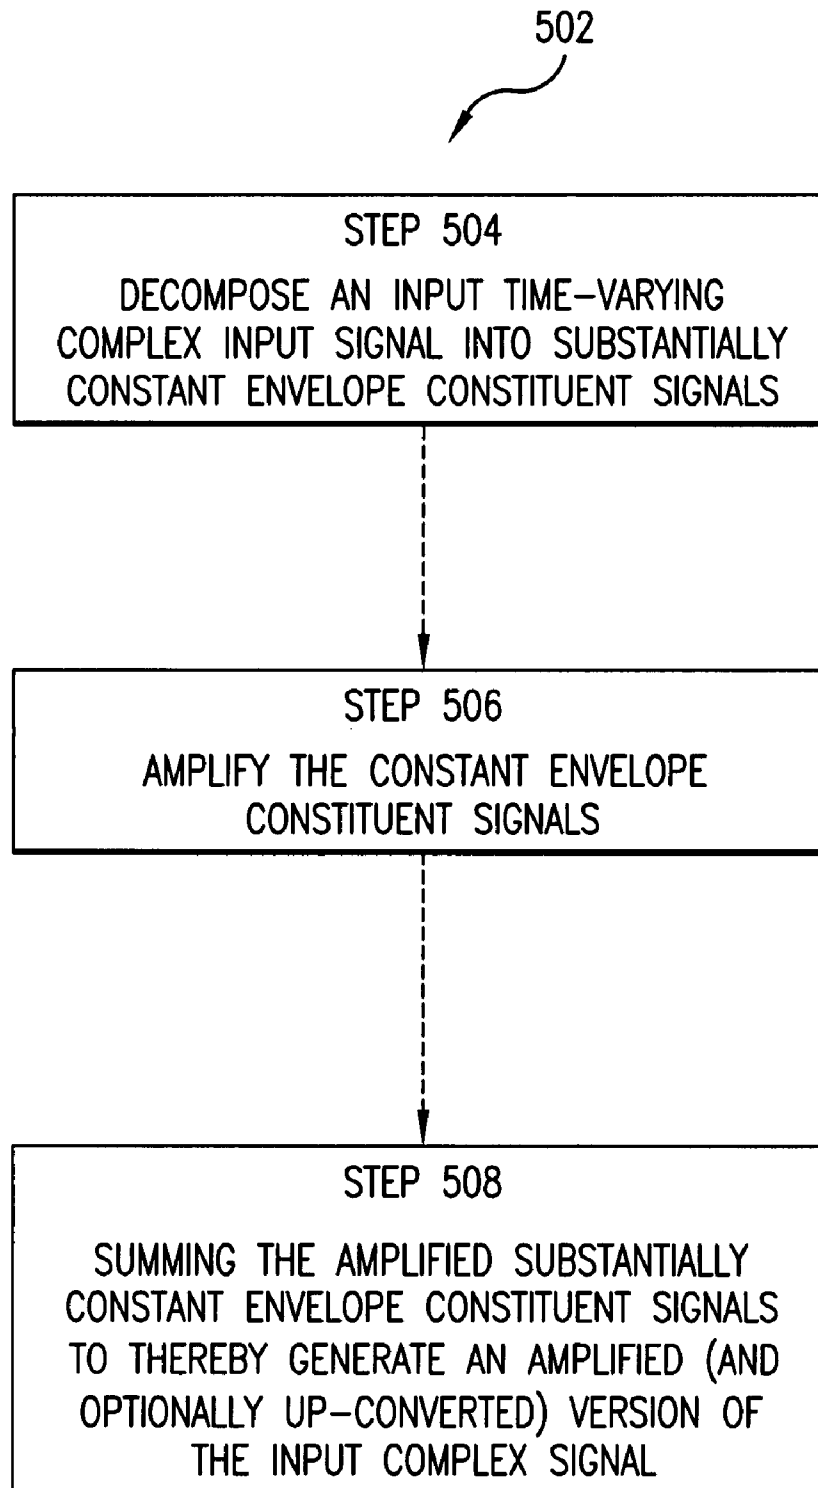 502
STEP 504
DECOMPOSE AN INPUT TIME-VARYING
COMPLEX INPUT SIGNAL INTO SUBSTANTIALLY
CONSTANT ENVELOPE CONSTITUENT SIGNALS
STEP 506
AMPLIFY THE CONSTANT ENVELOPE
CONSTITUENT SIGNALS
STEP 508
SUMMING THE AMPLIFIED SUBSTANTIALLY
CONSTANT ENVELOPE CONSTITUENT SIGNALS
TO THEREBY GENERATE AN AMPLIFIED (AND
OPTIONALLY UP-CONVERTED) VERSION OF
THE INPUT COMPLEX SIGNAL